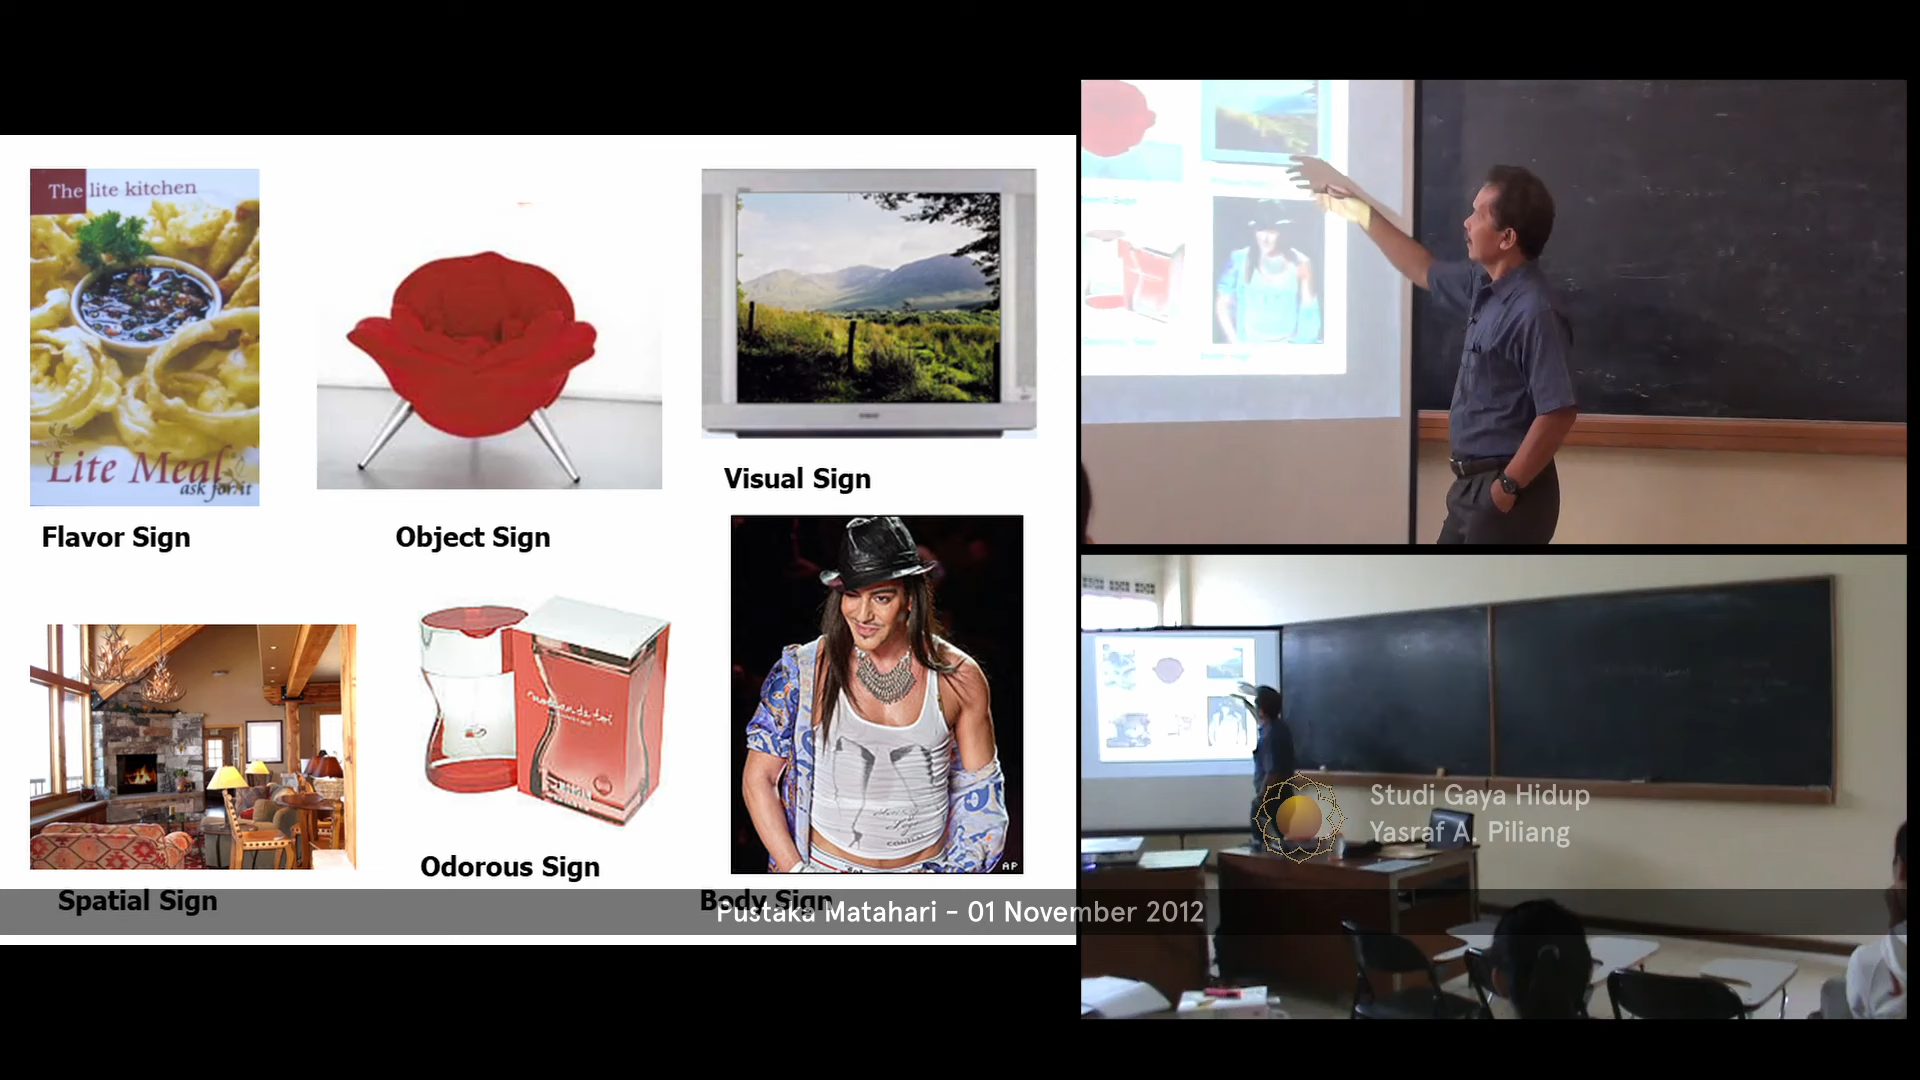 The lite kitchen
Lite Meal
ask for it
Flavor Sign
Object Sign
Visual Sign
Spatial Sign
Odorous Sign
AP
Body Sign
Studi Gaya Hidup
Yasraf A. Piliang
Pustaka Matahari - 01 November 2012